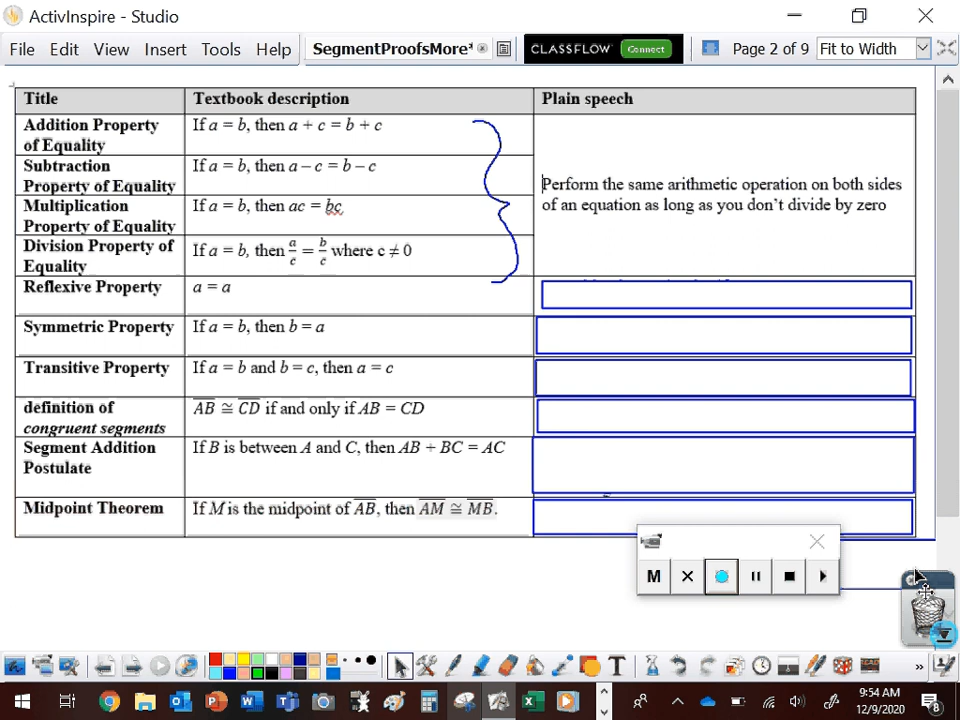 ActivInspire - Studio
File Edit View Insert Tools Help
SegmentProofsMore*
CLASSFLOW Connect
Page 2 of 9
Fit to Width
Title Textbook description Plain speech
Addition Property
of Equality
If a = b, then a + c = b + c
Subtraction
Property of Equality
If a = b, then a – c = b – c
Multiplication
Property of Equality
If a = b, then ac = bc
Division Property of
Equality
If a = b, then a/c = b/c where c ≠ 0
Perform the same arithmetic operation on both sides
of an equation as long as you don’t divide by zero
Reflexive Property
a = a
Symmetric Property
If a = b, then b = a
Transitive Property
If a = b and b = c, then a = c
definition of
congruent segments
A̅B̅ ≅ C̅D̅ if and only if AB = CD
Segment Addition
Postulate
If B is between A and C, then AB + BC = AC
Midpoint Theorem
If M is the midpoint of A̅B̅, then A̅M̅ ≅ M̅B̅.
M
9:54 AM
12/9/2020
8